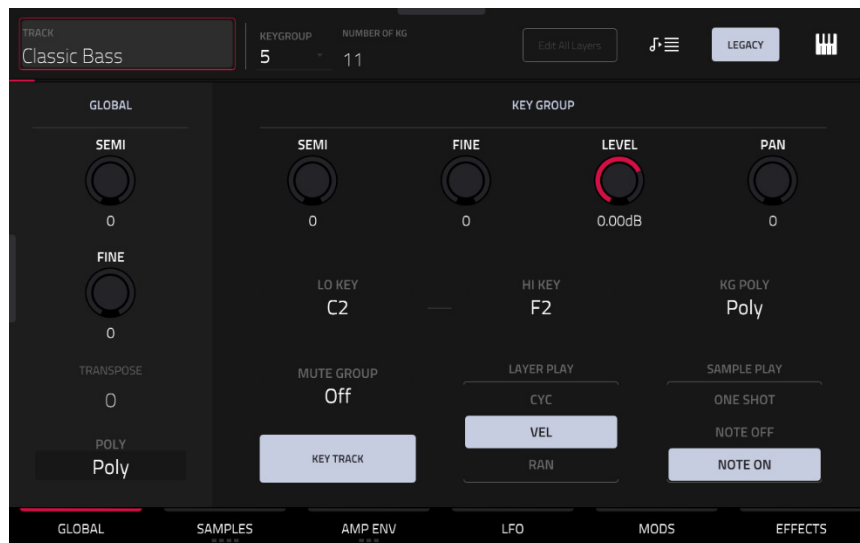 TRACK
Classic Bass
KEYGROUP
5
NUMBER OF KG
11
Edit All Layers
LEGACY
GLOBAL
SEMI
0
FINE
0
TRANSPOSE
0
POLY
Poly
KEY GROUP
SEMI
0
FINE
0
LEVEL
0.00dB
PAN
0
LO KEY
C2
HI KEY
F2
KG POLY
Poly
MUTE GROUP
Off
KEY TRACK
LAYER PLAY
CYC
VEL
RAN
SAMPLE PLAY
ONE SHOT
NOTE OFF
NOTE ON
GLOBAL
SAMPLES
AMP ENV
LFO
MODS
EFFECTS